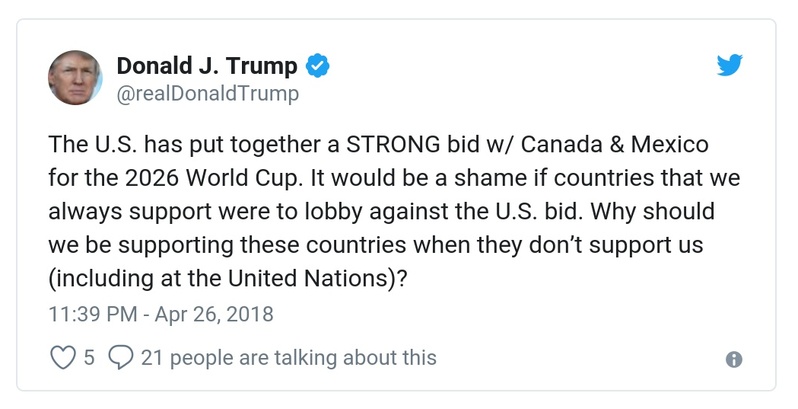 Donald J. Trump
@realDonaldTrump
The U.S. has put together a STRONG bid w/ Canada & Mexico
for the 2026 World Cup. It would be a shame if countries that we
always support were to lobby against the U.S. bid. Why should
we be supporting these countries when they don’t support us
(including at the United Nations)?
11:39 PM - Apr 26, 2018
5 21 people are talking about this